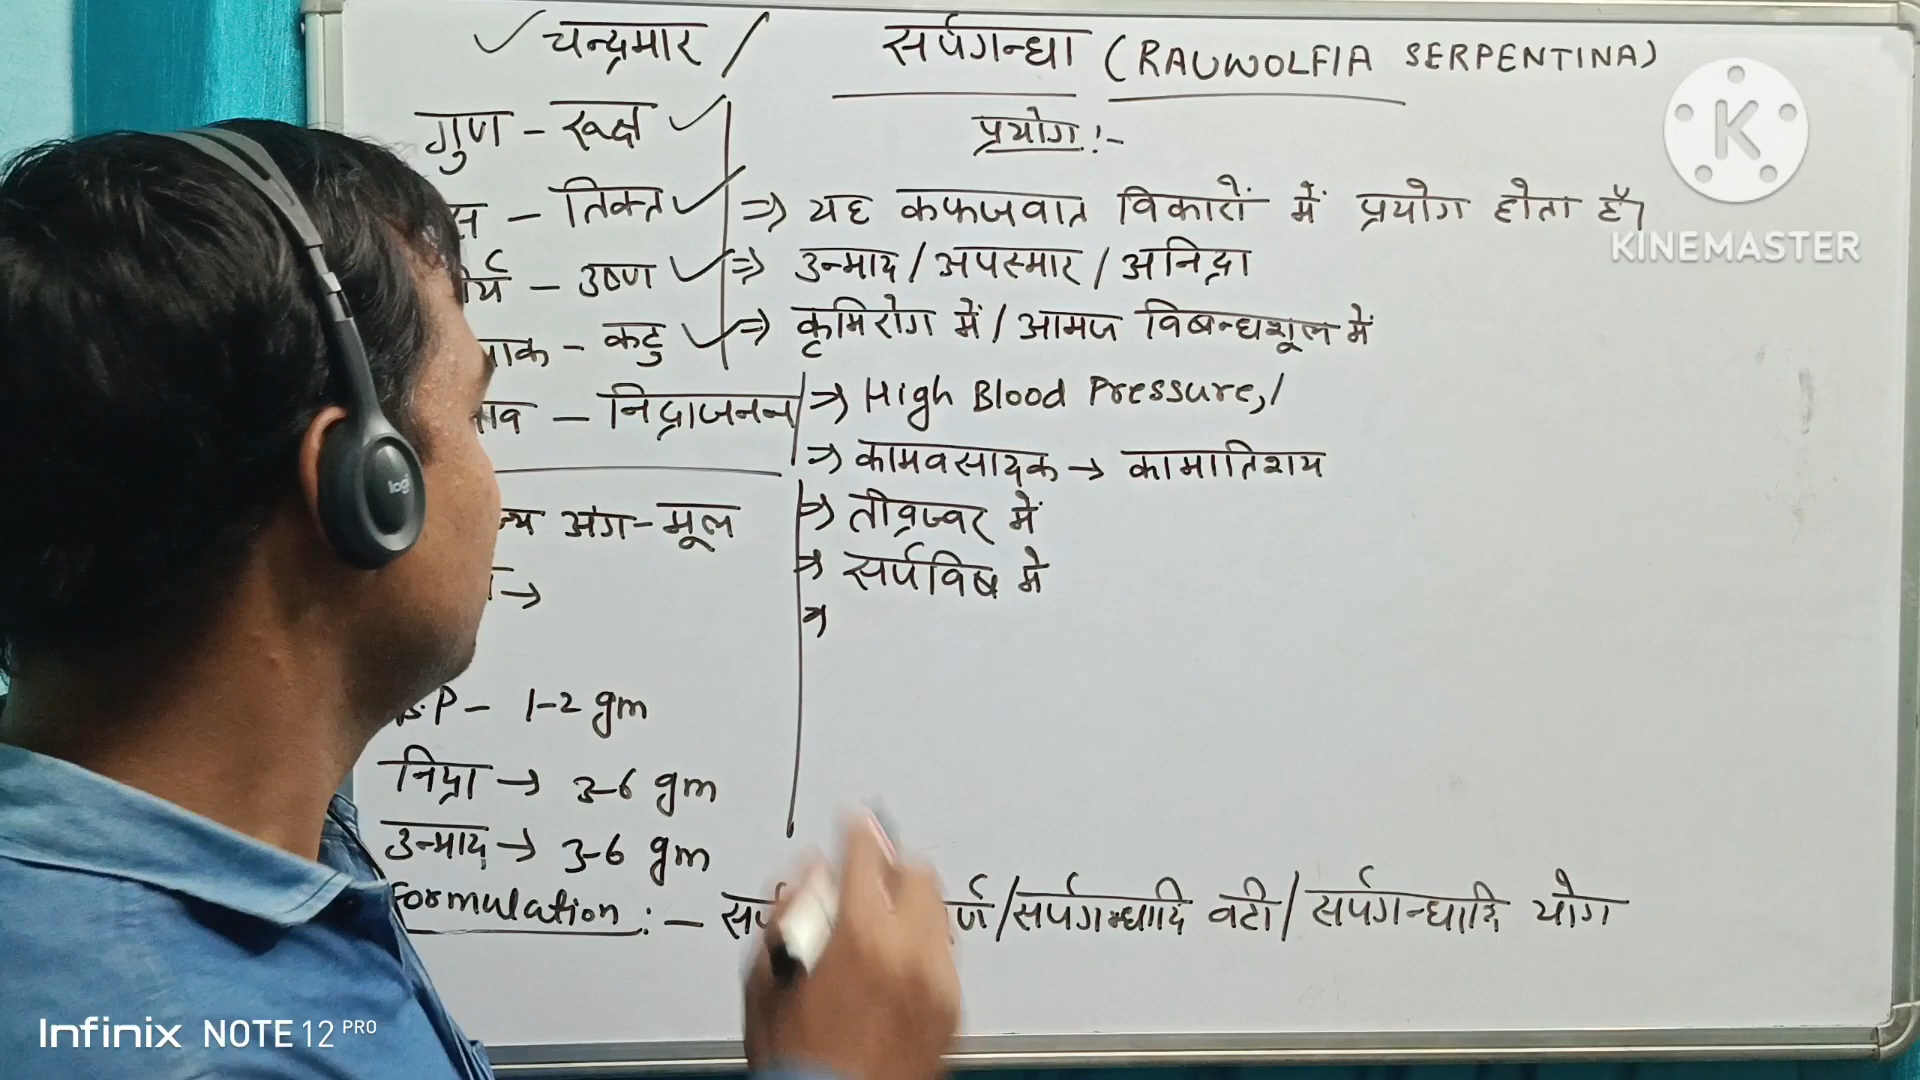 ✓ चन्द्रमार /
सर्पगन्धा (RAUWOLFIA SERPENTINA)
गुण - रूक्ष ✓
स - तिक्त ✓
र्य - उष्ण ✓
पाक - कटु ✓
भाव - निद्राजनन
ज्य अंग - मूल
→
B.P - 1-2 gm
निद्रा → 3-6 gm
उन्माद → 3-6 gm
प्रयोग :-
⇒ यह कफजवात विकारों में प्रयोग होता है।
⇒ उन्माद / अपस्मार / अनिद्रा
⇒ कृमिरोग में / आमज विबन्धशूल में
⇒ High Blood Pressure, /
⇒ कामवसादक → कामातिशय
⇒ तीव्रज्वर में
⇒ सर्पविष मे
⇒
Formulation :- सर्प र्ण / सर्पगन्धादि वटी / सर्पगन्धादि योग
K
KINEMASTER
logi
Infinix NOTE 12 PRO